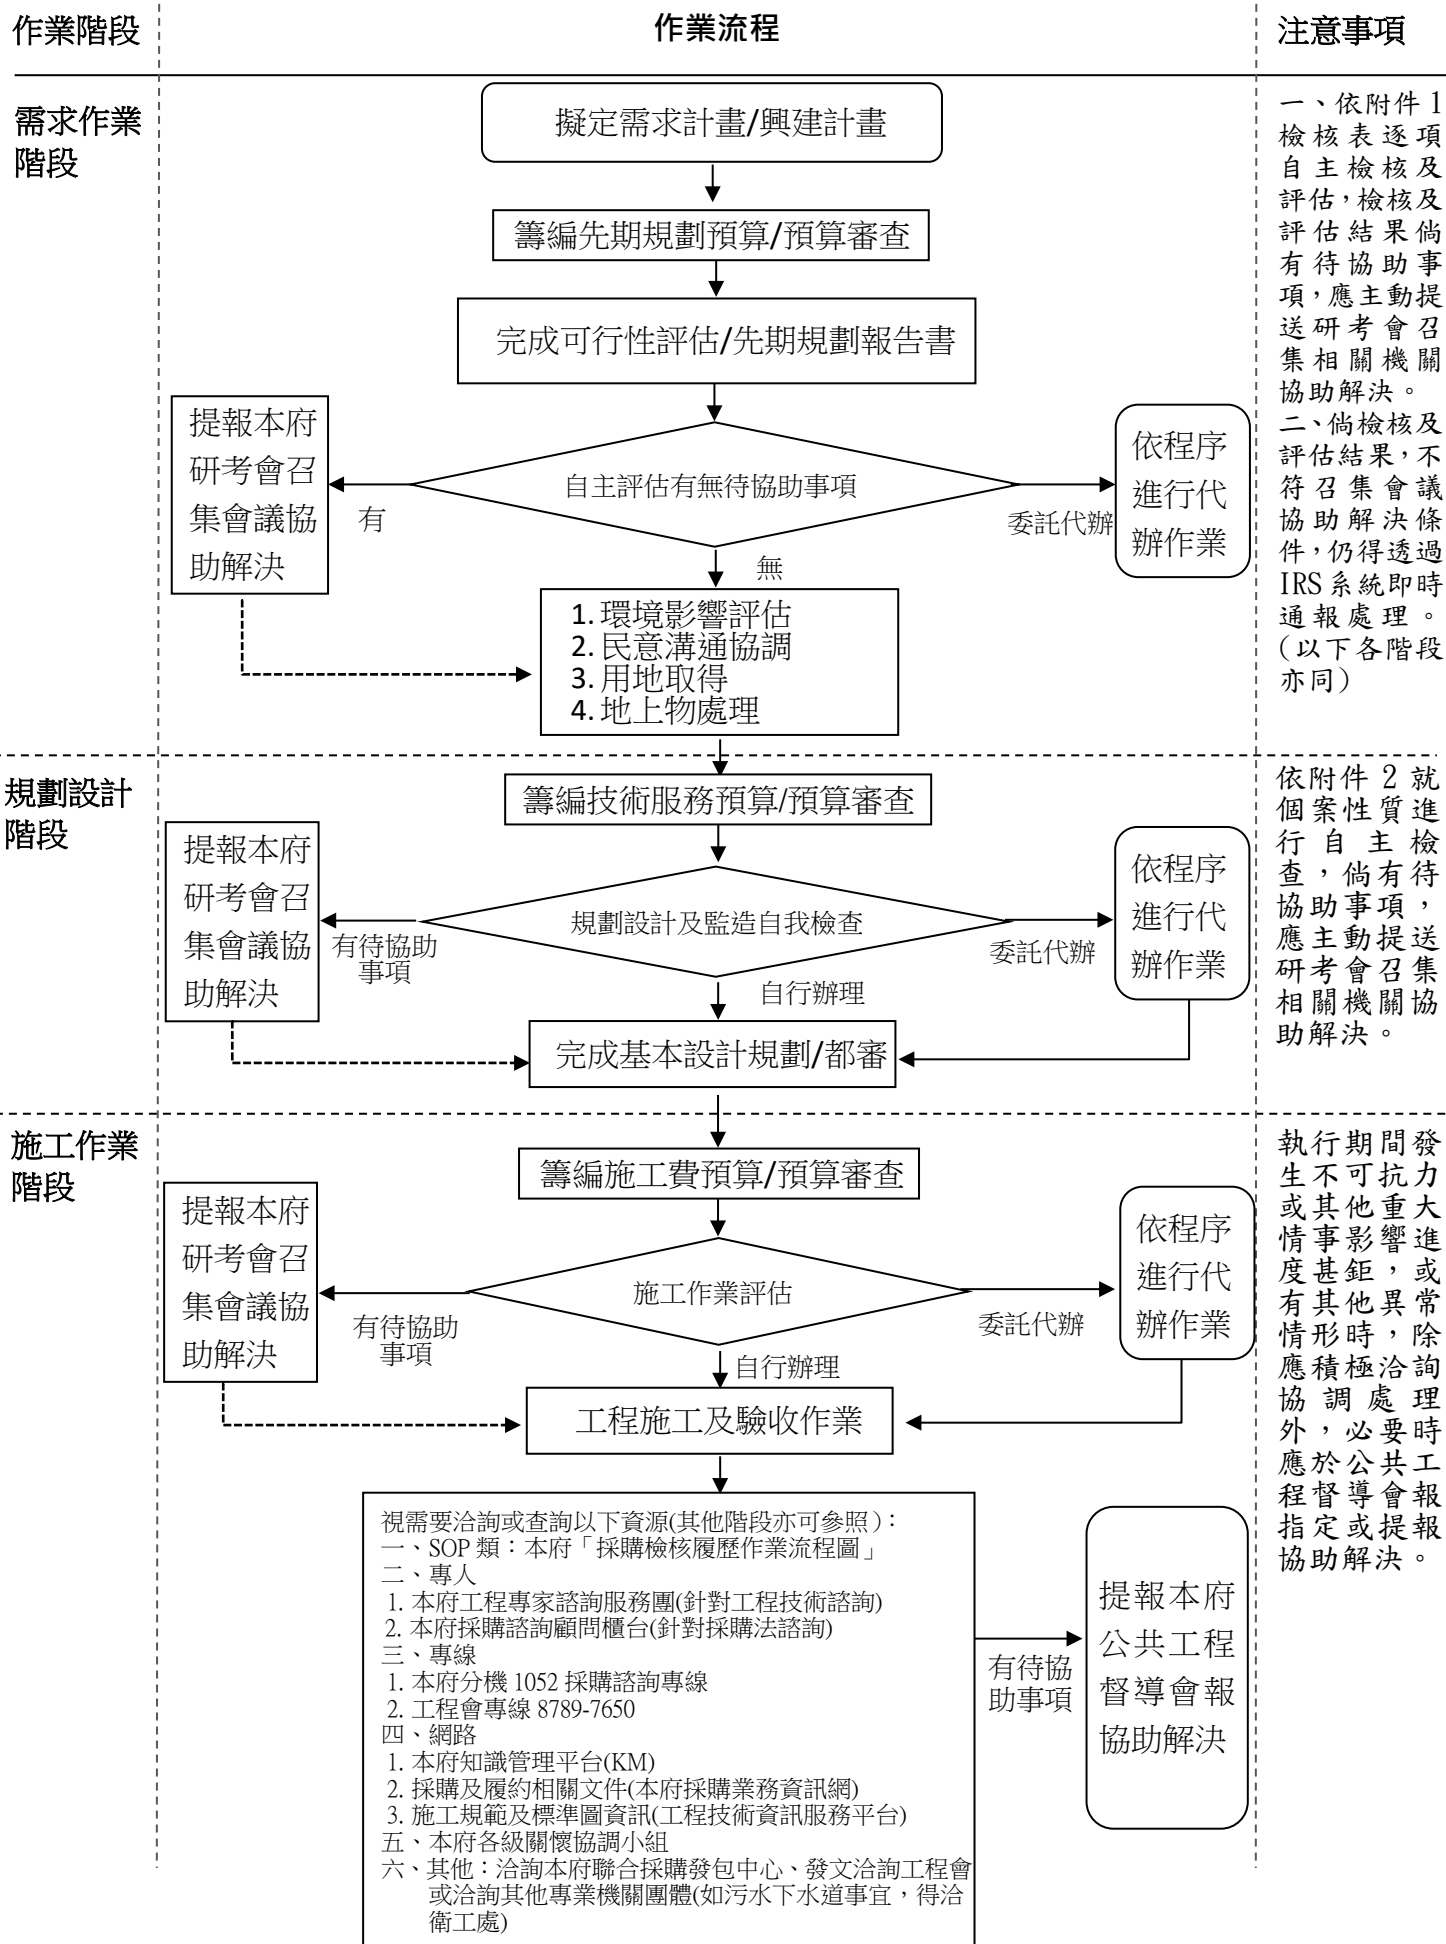 作業階段
作業流程
注意事項
需求作業
階段
擬定需求計畫/興建計畫
籌編先期規劃預算/預算審查
完成可行性評估/先期規劃報告書
自主評估有無待協助事項
有
提報本府
研考會召
集會議協
助解決
委託代辦
依程序
進行代
辦作業
無
1. 環境影響評估
2. 民意溝通協調
3. 用地取得
4. 地上物處理
一、依附件 1
檢核表逐項
自主檢核及
評估，檢核及
評估結果倘
有待協助事
項，應主動提
送研考會召
集相關機關
協助解決。
二、倘檢核及
評估結果，不
符召集會議
協助解決條
件，仍得透過
IRS 系統即時
通報處理。
（以下各階段
亦同）
規劃設計
階段
籌編技術服務預算/預算審查
規劃設計及監造自我檢查
有待協助
事項
提報本府
研考會召
集會議協
助解決
委託代辦
依程序
進行代
辦作業
自行辦理
完成基本設計規劃/都審
依附件 2 就
個案性質進
行自主檢
查，倘有待
協助事項，
應主動提送
研考會召集
相關機關協
助解決。
施工作業
階段
籌編施工費預算/預算審查
施工作業評估
有待協助
事項
提報本府
研考會召
集會議協
助解決
委託代辦
依程序
進行代
辦作業
自行辦理
工程施工及驗收作業
執行期間發
生不可抗力
或其他重大
情事影響進
度甚鉅，或
有其他異常
情形時，除
應積極洽詢
協調處理
外，必要時
應於公共工
程督導會報
指定或提報
協助解決。
視需要洽詢或查詢以下資源(其他階段亦可參照)：
一、SOP 類：本府「採購檢核履歷作業流程圖」
二、專人
1. 本府工程專家諮詢服務團(針對工程技術諮詢)
2. 本府採購諮詢顧問櫃台(針對採購法諮詢)
三、專線
1. 本府分機 1052 採購諮詢專線
2. 工程會專線 8789-7650
四、網路
1. 本府知識管理平台(KM)
2. 採購及履約相關文件(本府採購業務資訊網)
3. 施工規範及標準圖資訊(工程技術資訊服務平台)
五、本府各級關懷協調小組
六、其他：洽詢本府聯合採購發包中心、發文洽詢工程會
或洽詢其他專業機關團體(如污水下水道事宜，得洽
衛工處)
有待協
助事項
提報本府
公共工程
督導會報
協助解決